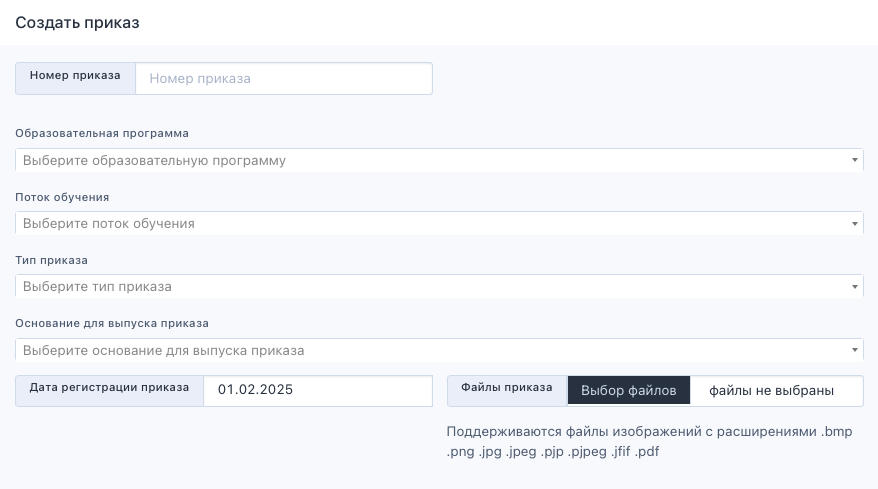 Создать приказ
Номер приказа Номер приказа
Образовательная программа
Выберите образовательную программу
Поток обучения
Выберите поток обучения
Тип приказа
Выберите тип приказа
Основание для выпуска приказа
Выберите основание для выпуска приказа
Дата регистрации приказа 01.02.2025 Файлы приказа Выбор файлов файлы не выбраны
Поддерживаются файлы изображений с расширениями .bmp
.png .jpg .jpeg .pjp .pjpeg .jfif .pdf